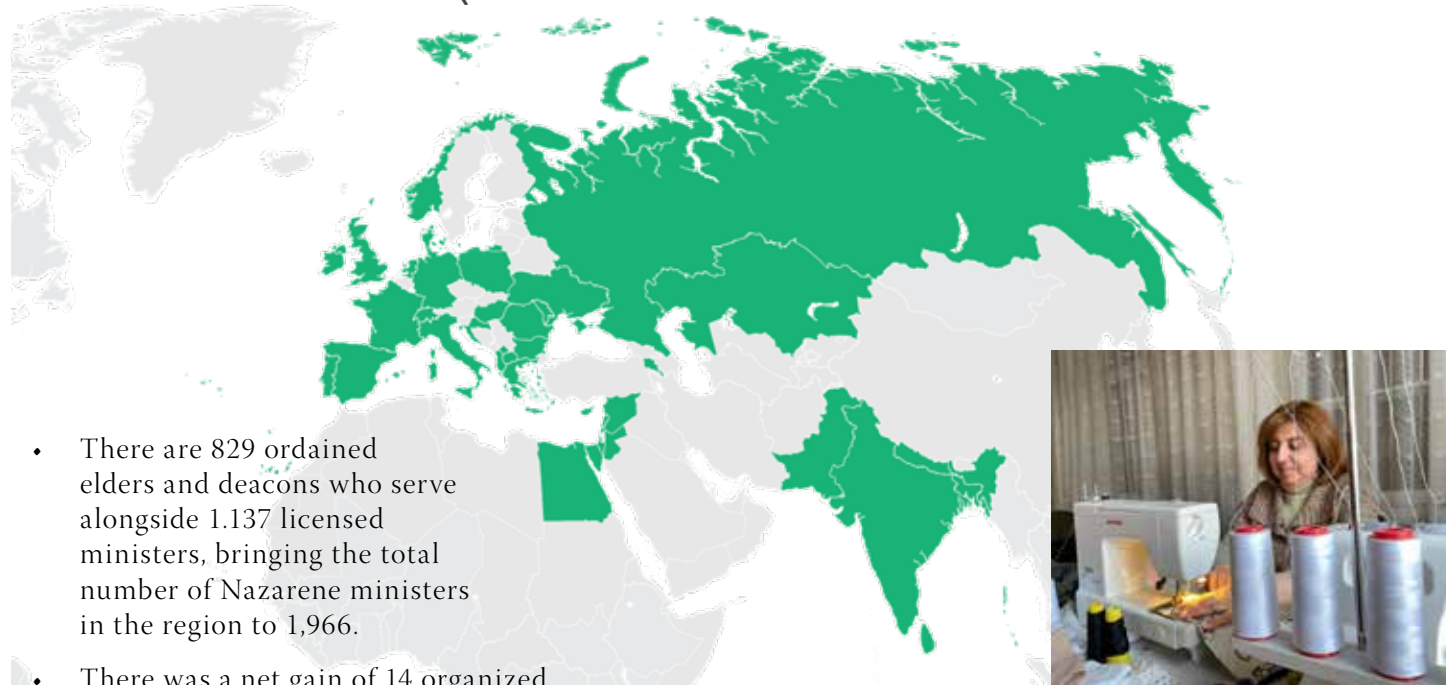 • There are 829 ordained
elders and deacons who serve
alongside 1.137 licensed
ministers, bringing the total
number of Nazarene ministers
in the region to 1,966.
• There was a net gain of 14 organized